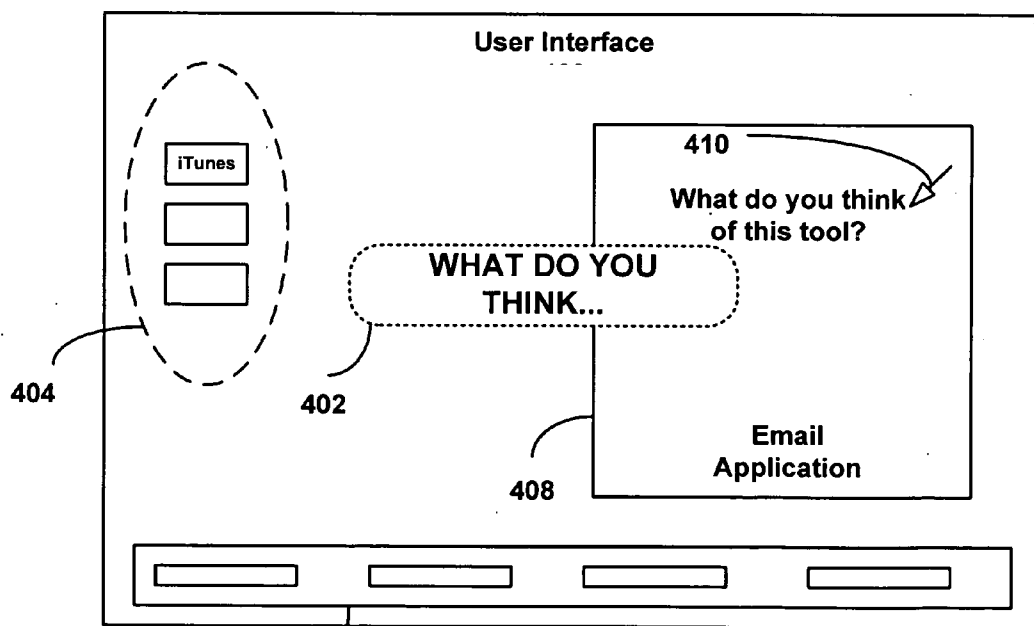 User Interface
410
iTunes
What do you think
of this tool?
WHAT DO YOU
THINK...
404
402
Email
Application
408